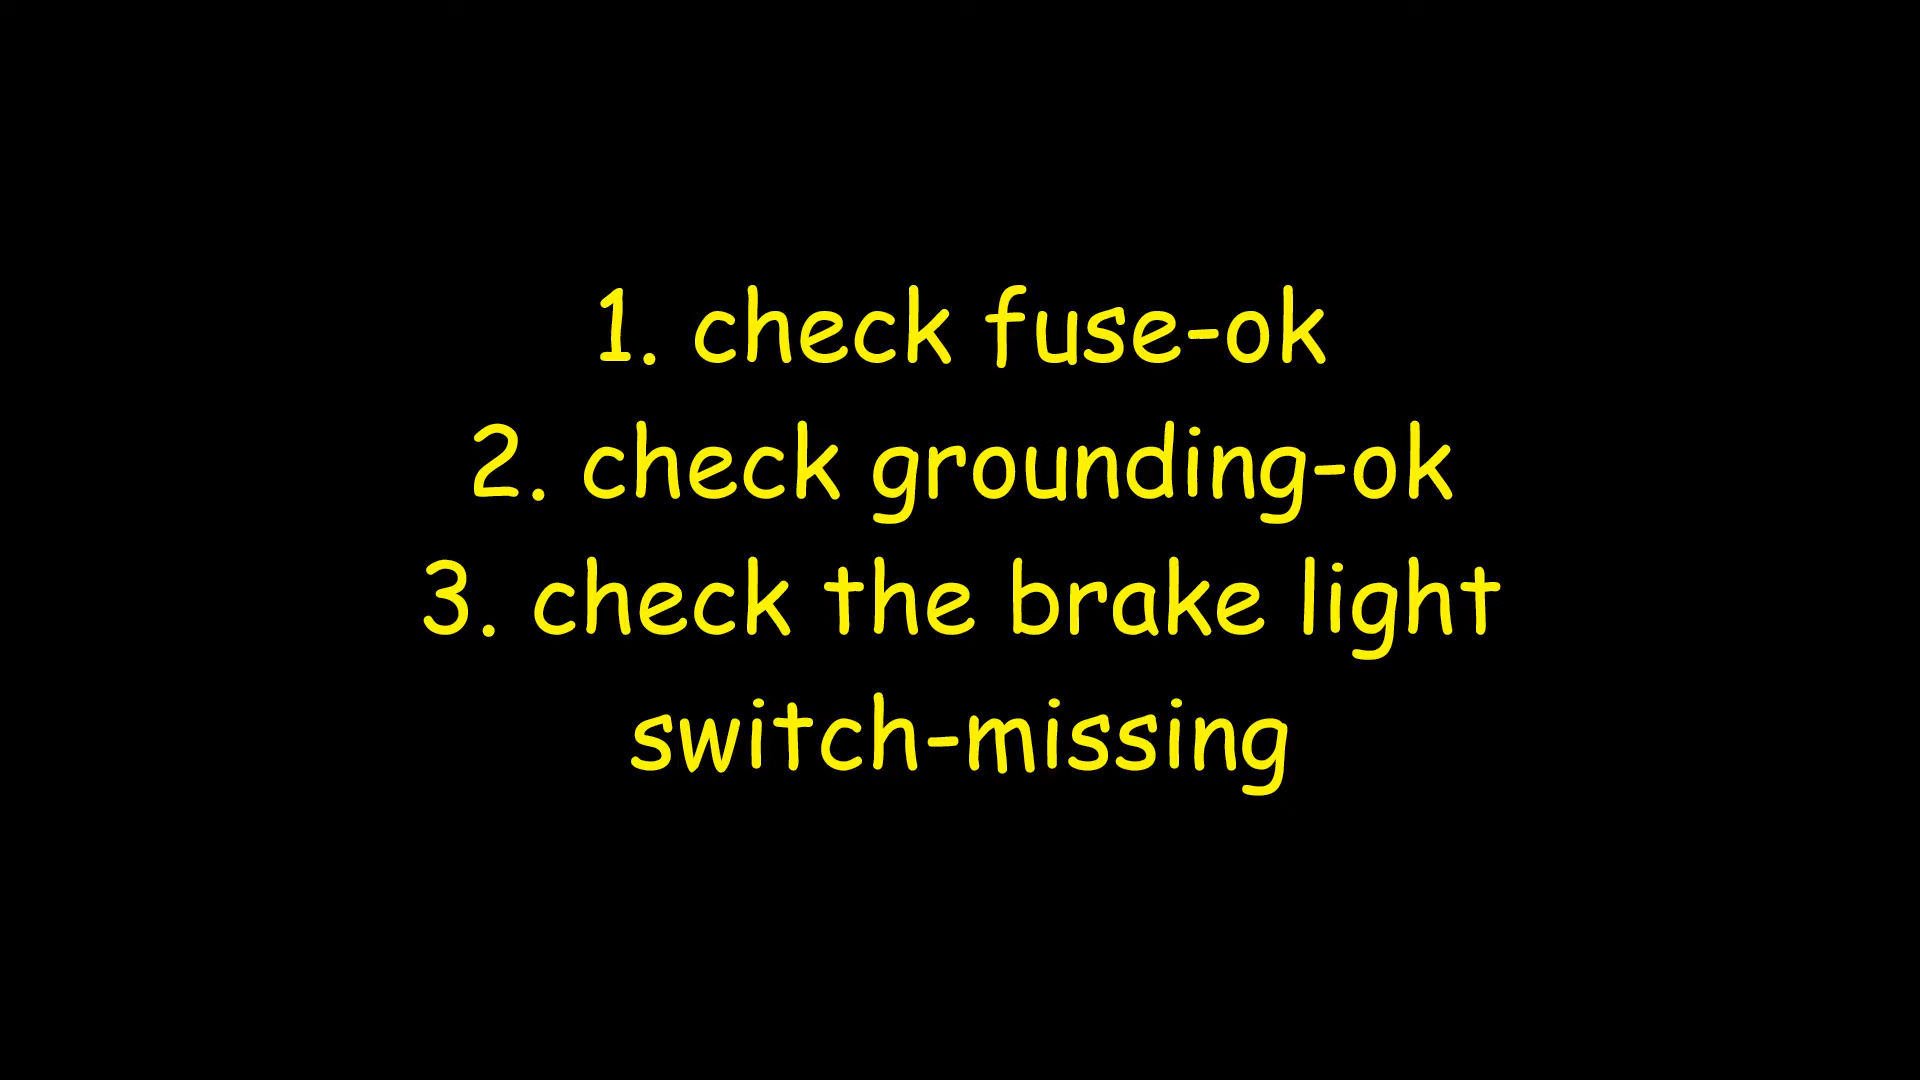 1. check fuse-ok
2. check grounding-ok
3. check the brake light
switch-missing